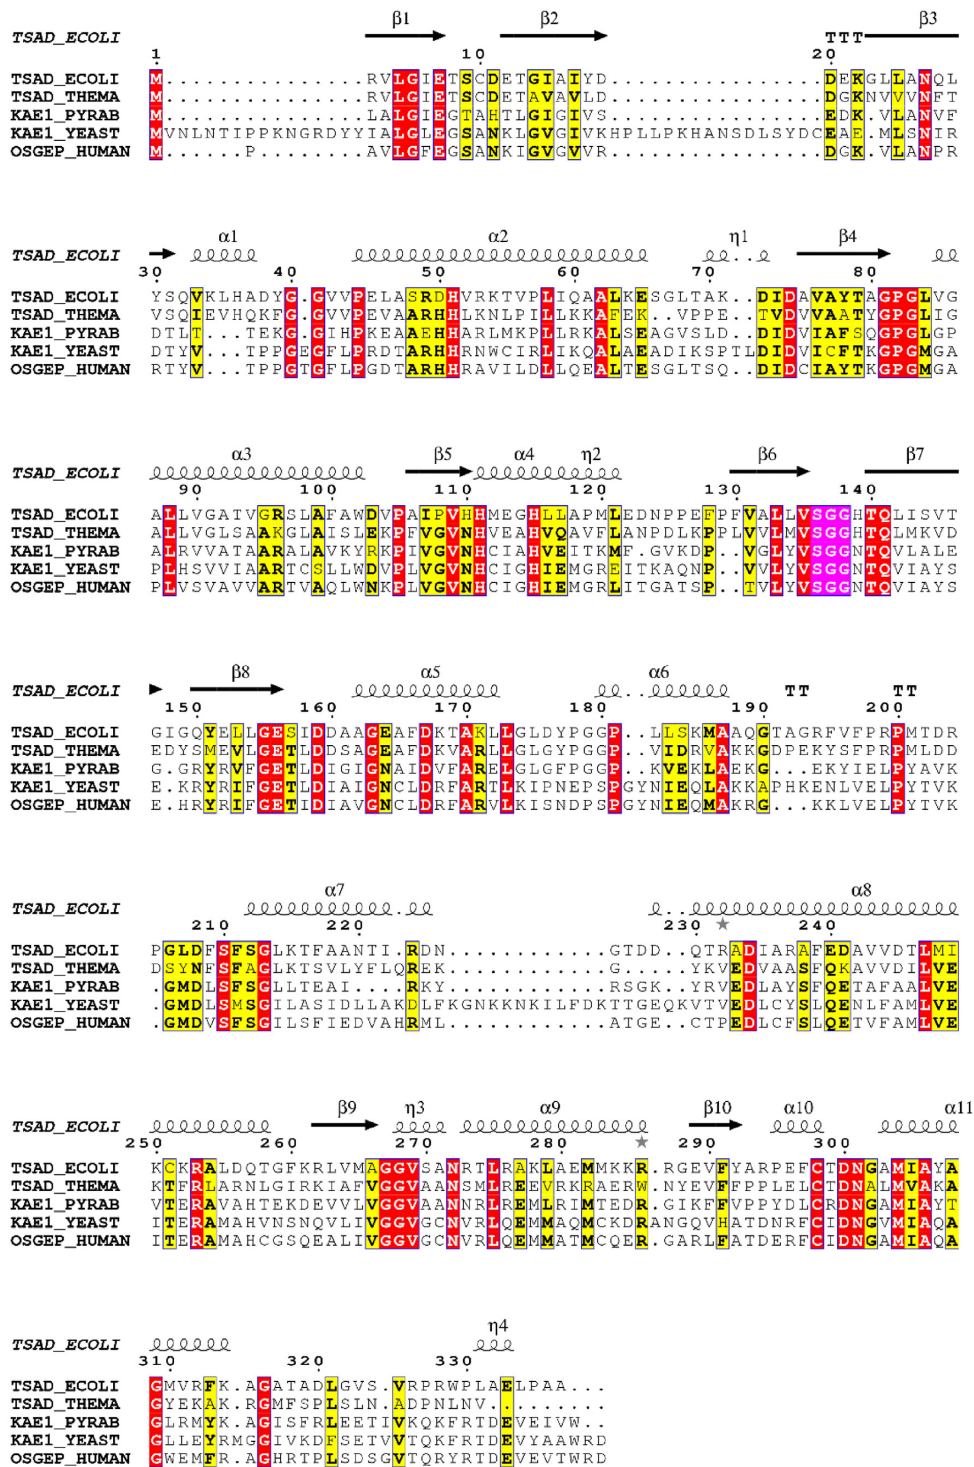 β1 β2 β3
TSAD_ECOLI TTT
1 10 20
TSAD_ECOLI M...............RVLGIETSCDETGIAIYD................DEKGLLANQL
TSAD_THEMA M...............RVLGIETSCDETAVAVLD................DGKNVVVNFT
KAE1_PYRAB M...............LALGIEGTAHTLGIGIVS................EDK.VLANVF
KAE1_YEAST MVNLNTIPPKNGRDYYIALGLEGSANKLGVGIVKHPLLPKHANSDLSYDCEAE.MLSNIR
OSGEP_HUMAN M......P........AVLGFEGSANKIGVGVVR................DGK.VLANPR
α1 α2 η1 β4
TSAD_ECOLI
30 40 50 60 70 80
TSAD_ECOLI YSQVKLHADYG.GVVPELASRDHVRKTVPLIQAALKESGLTAK..DIDAVAYTAGPGLVG
TSAD_THEMA VSQIEVHQKFG.GVVPEVAARHHLKNLPILLKKAFEK.VPPE..TVDVVAATYGPGLIG
KAE1_PYRAB DTLT...TEKG.GIHPKEAAEHHARLMKPLLRKALSEAGVSLD..DIDVIAFSQGPGLGP
KAE1_YEAST DTYV...TPPGEGFLPRDTARHHRNWCIRLIKQALAEADIKSPTLDIDVICFTKGPGMGA
OSGEP_HUMAN RTYV...TPPGTGFLPGDTARHHRAVILDLLQEALTESGLTSQ..DIDCIAYTKGPGMGA
α3 β5 α4 η2 β6 β7
TSAD_ECOLI
90 100 110 120 130 140
TSAD_ECOLI ALLVGATVGRSLAFAWDVPAIPVHHMEGHLLAPMLEDNPPEFPFVALLVSGGHTQLISVT
TSAD_THEMA ALLVGLSAAKGLAISLEKPFVGVNHVEAHVQAVFLANPDLKPPLVVLMVSGGHTQLMKVD
KAE1_PYRAB ALRVVATAARALAVKYRKPIVGVNHCIAHVEITKMF.GVKDP..VGLYVSGGNTQVLALE
KAE1_YEAST PLHSVVIAARTCSLLWDVPLVGVNHCIGHIEMGREITKAQNP..VVLYVSGGNTQVIAYS
OSGEP_HUMAN PLVSVAVVARTVAQLWNKPLVGVNHCIGHIEMGRLITGATSP..TVLYVSGGNTQVIAYS
β8 α5 α6
TSAD_ECOLI TT TT
150 160 170 180 190 200
TSAD_ECOLI GIGQYELLGESIDDAAGEAFDKTAKLLGLDYPGGP..LLSKMAAQGTAGRFVFPRPMTDR
TSAD_THEMA EDYSMEVLGETLDDSAGEAFDKVARLLGLGYPGGP..VIDRVAKKGDPEKYSFPRPMLDD
KAE1_PYRAB G.GRYRVFGETLDIGIGNAIDVFARELGLGFPGGP..KVEKLAEKG...EKYIELPYAVK
KAE1_YEAST E.KRYRIFGETLDIAIGNCLDRFARTLKIPNEPSPGYNIEQLAKKAPHKENLVELPYTVK
OSGEP_HUMAN E.HRYRIFGETIDIAVGNCLDRFARVLKISNDPSPGYNIEQMAKRG...KKLVELPYTVK
α7 α8
TSAD_ECOLI
210 220 230 240
TSAD_ECOLI PGLDFSFSGLKTFAANTI.RDN............GTDD..QTRADIARAFEDAVVDTLMI
TSAD_THEMA DSYNFSFAGLKTSVLYFLQREK............G.....YKVEDVAASFQKAVVDILVE
KAE1_PYRAB .GMDLSFSGLLTEAI....RKY............RSGK..YRVEDLAYSFQETAFAALVE
KAE1_YEAST .GMDLSMSGILASIDLLAKDLFKGNKKNKILFDKTTGEQKVTVEDLCYSLQENLFAMLVE
OSGEP_HUMAN .GMDVSFSGILSFIEDVAHRML............ATGE..CTPEDLCFSLQETVFAMLVE
β9 η3 α9 β10 α10 α11
TSAD_ECOLI
250 260 270 280 290 300
TSAD_ECOLI KCKRALDQTGFKRLVMAGGVSANRTLRAKLAEMMKKRRGEVFYARPEFCTDNGAMIAYA
TSAD_THEMA KTFRLARNLGIRKIAFVGGVAANSMLREEVRKRAERWNYEVFFPPLELCTDNALMVAKA
KAE1_PYRAB VTERAVAHTEKDEVVLVGGVAANNRLREMLRIMTEDR.GIKFFVPPYDLCRDNGAMIAYT
KAE1_YEAST ITERAMAHVNSNQVLIVGGVGCNVRLQEMMAQMCKDRANGQVHATDNRFCIDNGVMIAQA
OSGEP_HUMAN ITERAMAHCGSQEALIVGGVGCNVRLQEMMATMCQER.GARLFATDERFCIDNGAMIAQA
η4
TSAD_ECOLI
310 320 330
TSAD_ECOLI GMVRFK.AGATADLGVS.VRPRWPLAELPAA...
TSAD_THEMA GYEKAK.RGMFSPLSLN.ADPNLNV.........
KAE1_PYRAB GLRMYK.AGISFRLEETIVKQKFRTDEVEIVW..
KAE1_YEAST GLLEYRMGGIVKDFSETVVTQKFRTDEVYAAWRD
OSGEP_HUMAN GWEMFR.AGHRTPLSDSGVTQRYRTDEVEVTWRD